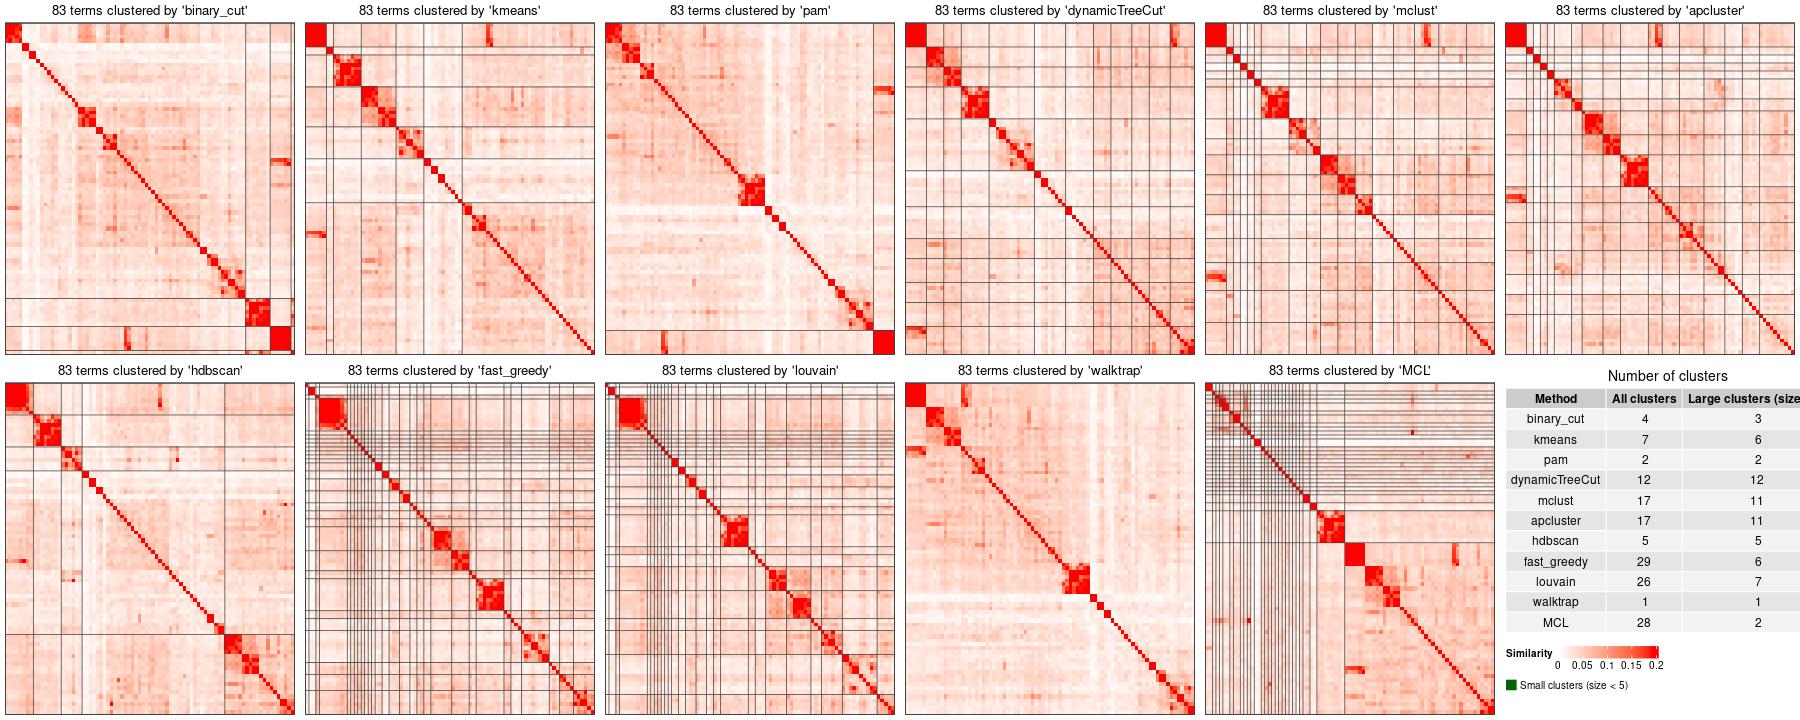 83 terms clustered by 'binary_cut'
83 terms clustered by 'kmeans'
83 terms clustered by 'pam'
83 terms clustered by 'dynamicTreeCut'
83 terms clustered by 'mclust'
83 terms clustered by 'apcluster'
83 terms clustered by 'hdbscan'
83 terms clustered by 'fast_greedy'
83 terms clustered by 'louvain'
83 terms clustered by 'walktrap'
83 terms clustered by 'MCL'
Number of clusters
Method All clusters Large clusters (size
binary_cut 4 3
kmeans 7 6
pam 2 2
dynamicTreeCut 12 12
mclust 17 11
apcluster 17 11
hdbscan 5 5
fast_greedy 29 6
louvain 26 7
walktrap 1 1
MCL 28 2
Similarity
0 0.05 0.1 0.15 0.2
Small clusters (size < 5)